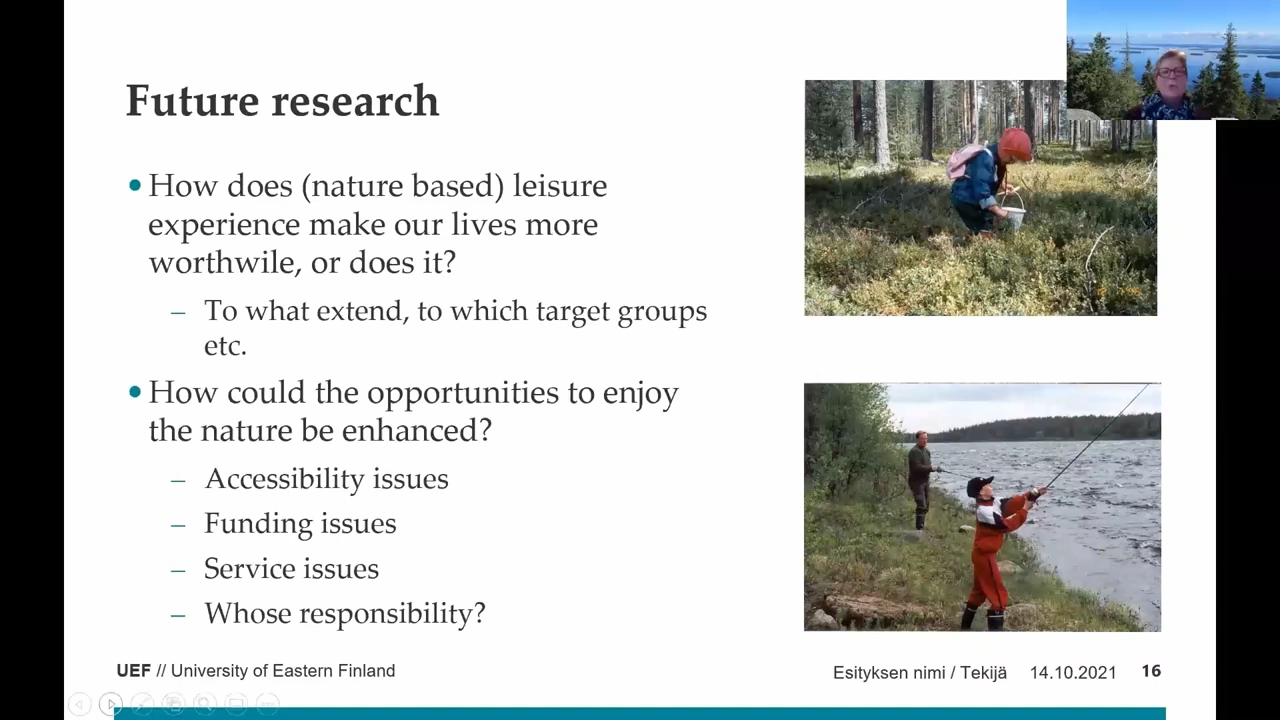 Future research
• How does (nature based) leisure
experience make our lives more
worthwile, or does it?
– To what extend, to which target groups
etc.
• How could the opportunities to enjoy
the nature be enhanced?
– Accessibility issues
– Funding issues
– Service issues
– Whose responsibility?
UEF // University of Eastern Finland
Esityksen nimi / Tekijä 14.10.2021 16